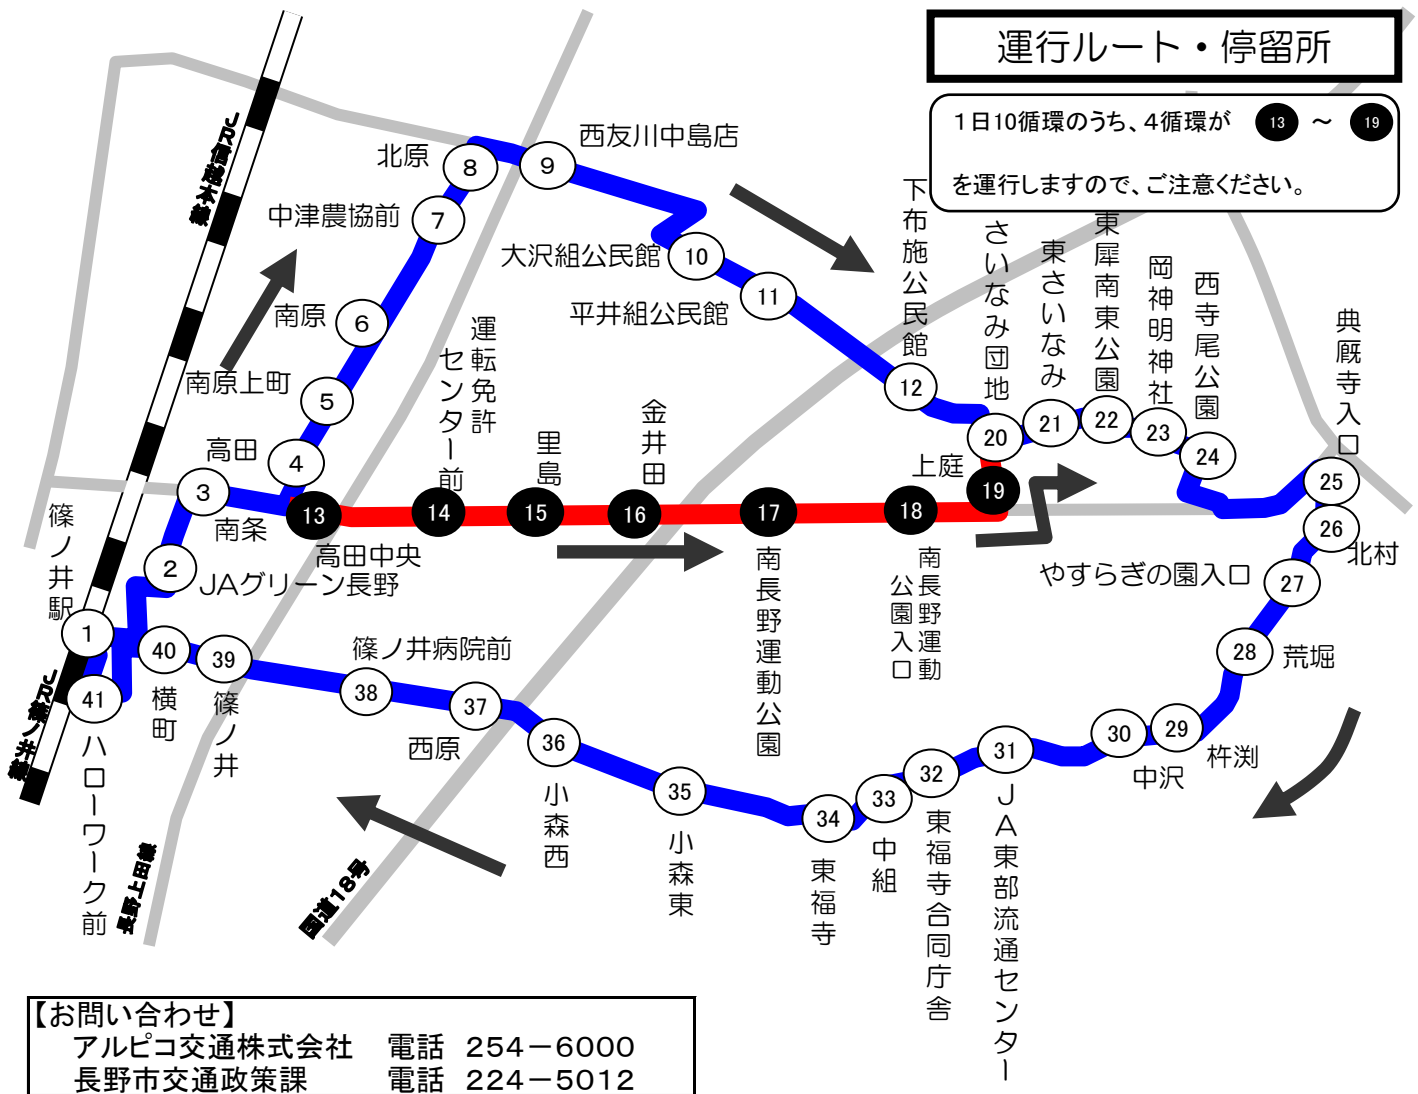 運行ルート・停留所
1日10循環のうち、4循環が 13 ～ 19
を運行しますので、ご注意ください。
JR信越本線
北原
8
9
西友川中島店
中津農協前
7
大沢組公民館
10
平井組公民館
11
南原
6
南原上町
5
高田
4
3
南条
篠ノ井駅
2
JAグリーン長野
1
41
ハローワーク前
JR篠ノ井線
13
高田中央
運転免許
センター前
14
里島
15
金井田
16
17
南長野運動公園
18
南長野運動
公園入口
上庭
19
下布施公民館
12
さいなみ団地
20
東さいなみ
21
東犀南東公園
22
岡神明神社
23
西寺尾公園
24
典厩寺入口
25
26
北村
やすらぎの園入口
27
28
荒堀
29
杵渕
30
中沢
31
JA東部流通センター
32
東福寺合同庁舎
33
中組
34
東福寺
35
小森東
36
小森西
37
西原
38
篠ノ井病院前
39
篠ノ井
40
横町
長野上田線
国道18号
【お問い合わせ】
アルピコ交通株式会社 電話 254－6000
長野市交通政策課 電話 224－5012